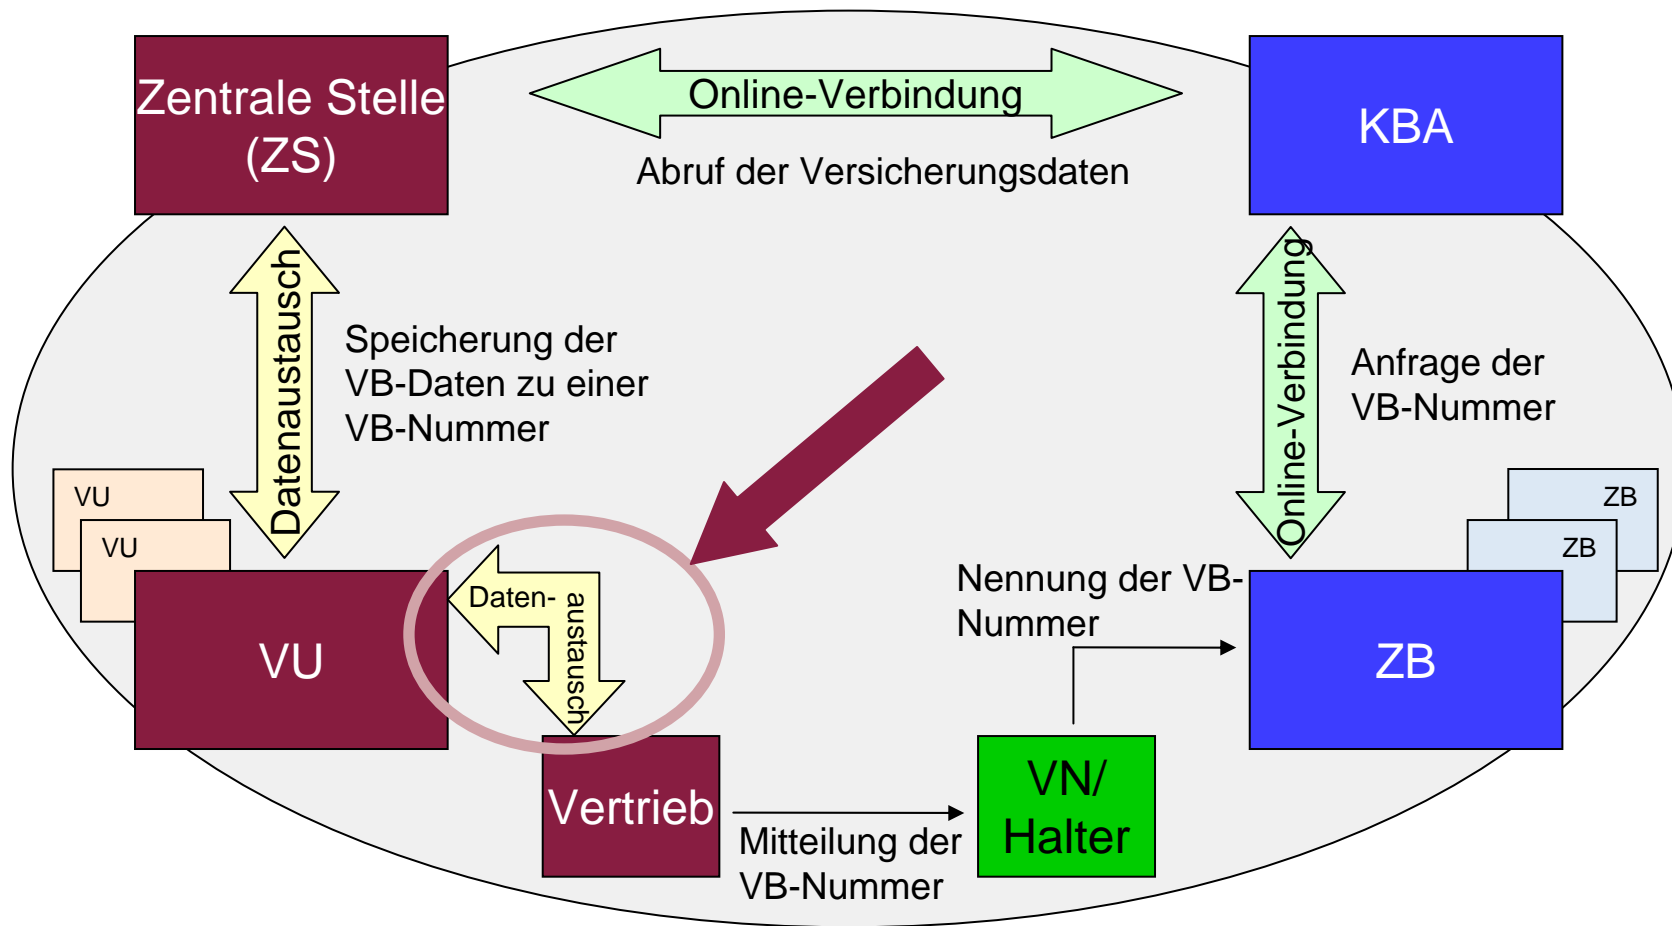 Zentrale Stelle
(ZS)
Online-Verbindung
Abruf der Versicherungsdaten
KBA
Datenaustausch
Speicherung der
VB-Daten zu einer
VB-Nummer
Online-Verbindung
Anfrage der
VB-Nummer
VU
VU
VU
Daten-
austausch
Nennung der VB-
Nummer
ZB
ZB
ZB
Vertrieb
Mitteilung der
VB-Nummer
VN/
Halter